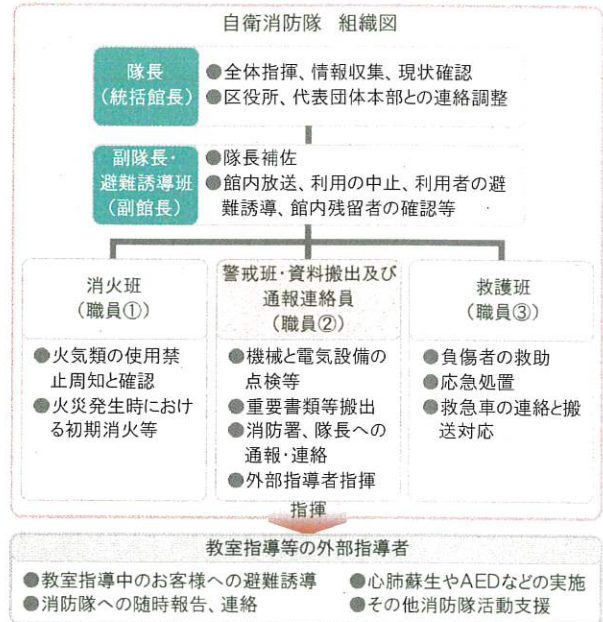 自衛消防隊　組織図
隊長
(統括館長)
●全体指揮、情報収集、現状確認
●区役所、代表団体本部との連絡調整
副隊長・
避難誘導班
(副館長)
●隊長補佐
●館内放送、利用の中止、利用者の避
難誘導、館内残留者の確認等
消火班
(職員①)
●火気類の使用禁
止周知と確認
●火災発生時におけ
る初期消火等
警戒班・資料搬出及び
通報連絡員
(職員②)
●機械と電気設備の
点検等
●重要書類等搬出
●消防署、隊長への
通報・連絡
●外部指導者指揮
救護班
(職員③)
●負傷者の救助
●応急処置
●救急車の連絡と搬
送対応
指揮
教室指導等の外部指導者
●教室指導中のお客様への避難誘導
●消防隊への随時報告、連絡
●心肺蘇生やAEDなどの実施
●その他消防隊活動支援